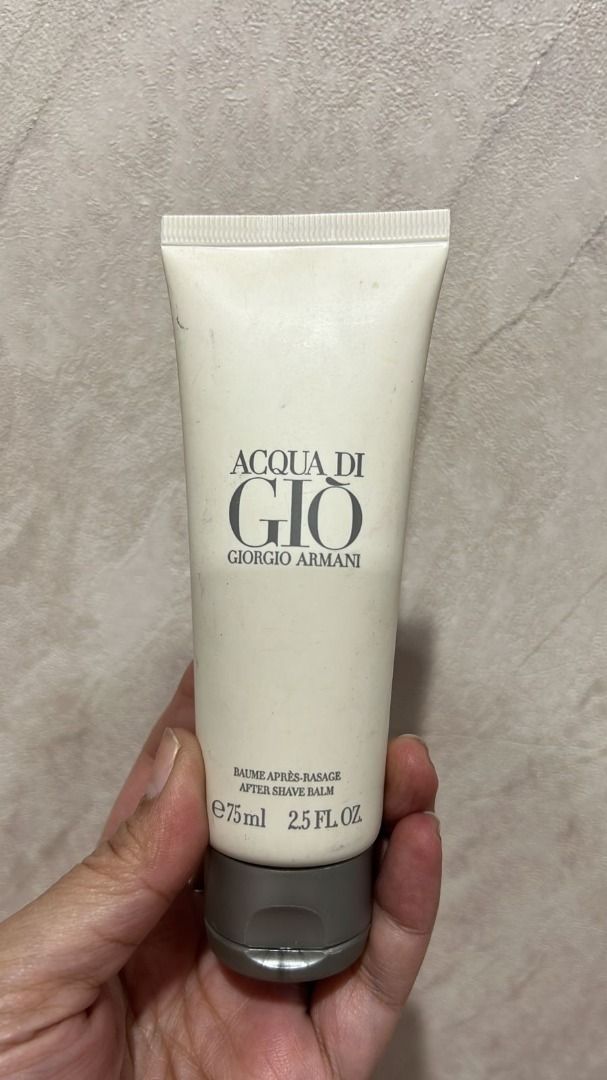 ACQUA DI
GIÒ
GIORGIO ARMANI
BAUME APRÈS-RASAGE
AFTER SHAVE BALM
℮75ml 2.5 FL. OZ.